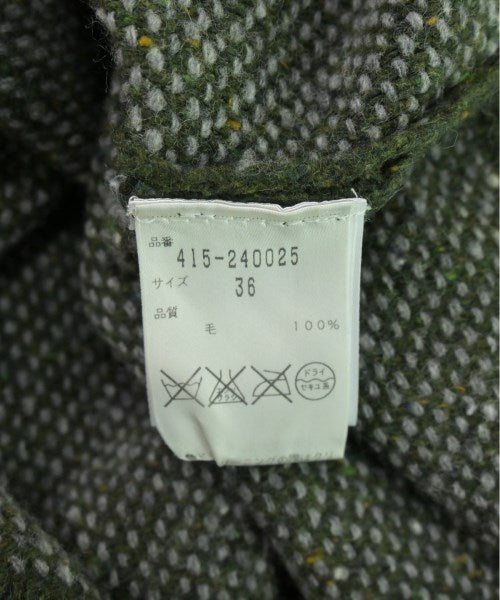 品番
415-240025
サイズ 36
品質
毛 100%
ドライ
セキユ系